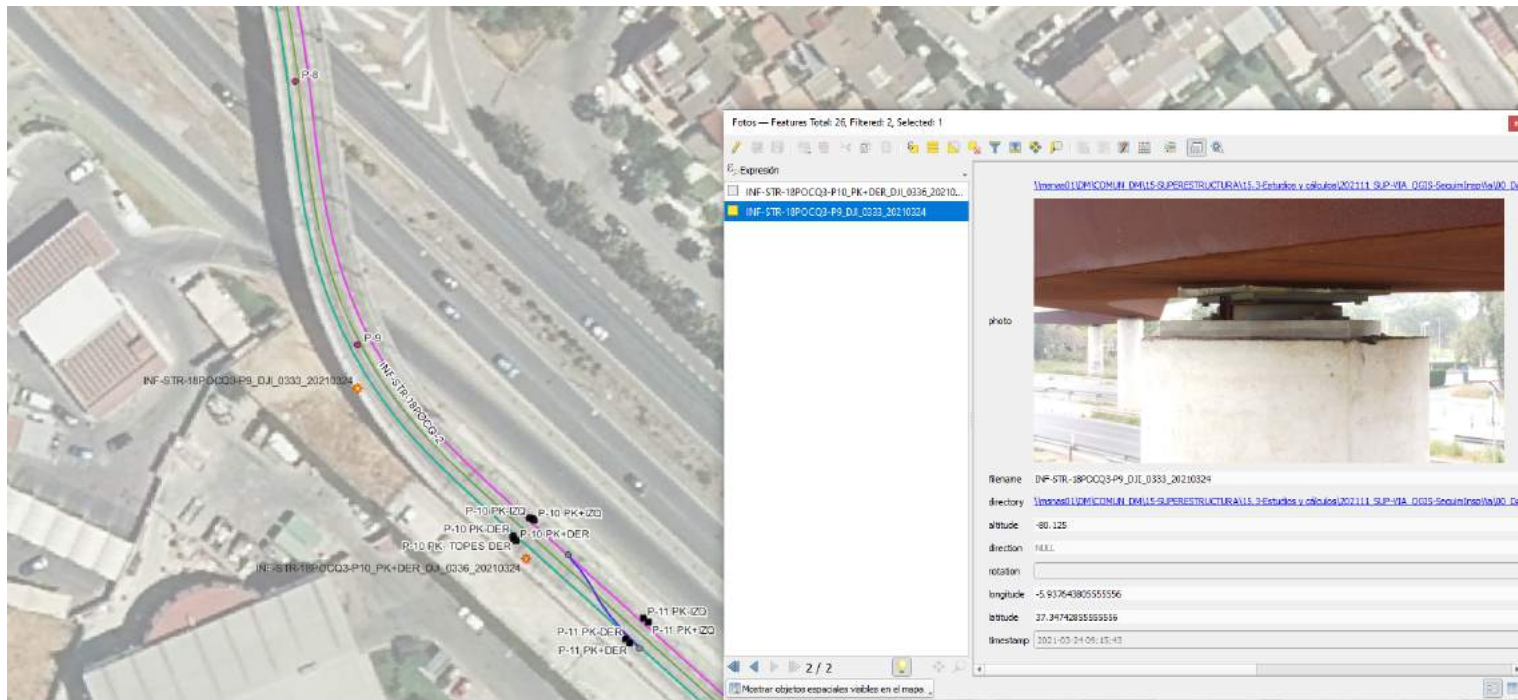 P-8
P-9
INF-STR-18POCQ3-P9_DJI_0333_20210324
INF-STR-18POCQ-2
P-10 PK-IZQ
P-10 PK+IZQ
P-10 PK-DER
P-10 PK+DER
P-10 PK- TOPES DER
INF-STR-18POCQ3-P10_PK+DER_DJI_0336_20210324
P-11 PK-IZQ
P-11 PK-DER
P-11 PK+IZQ
P-11 PK+DER
Fotos — Features Total: 26, Filtered: 2, Selected: 1
Expresión
INF-STR-18POCQ3-P10_PK+DER_DJI_0336_20210...
INF-STR-18POCQ3-P9_DJI_0333_20210324
2 / 2
Mostrar objetos espaciales visibles en el mapa
photo
filename INF-STR-18POCQ3-P9_DJI_0333_20210324
directory
altitude -80.125
direction NULL
rotation
longitude -5.937643805555556
latitude 37.34742855555556
timestamp 2021-03-24 09:15:43